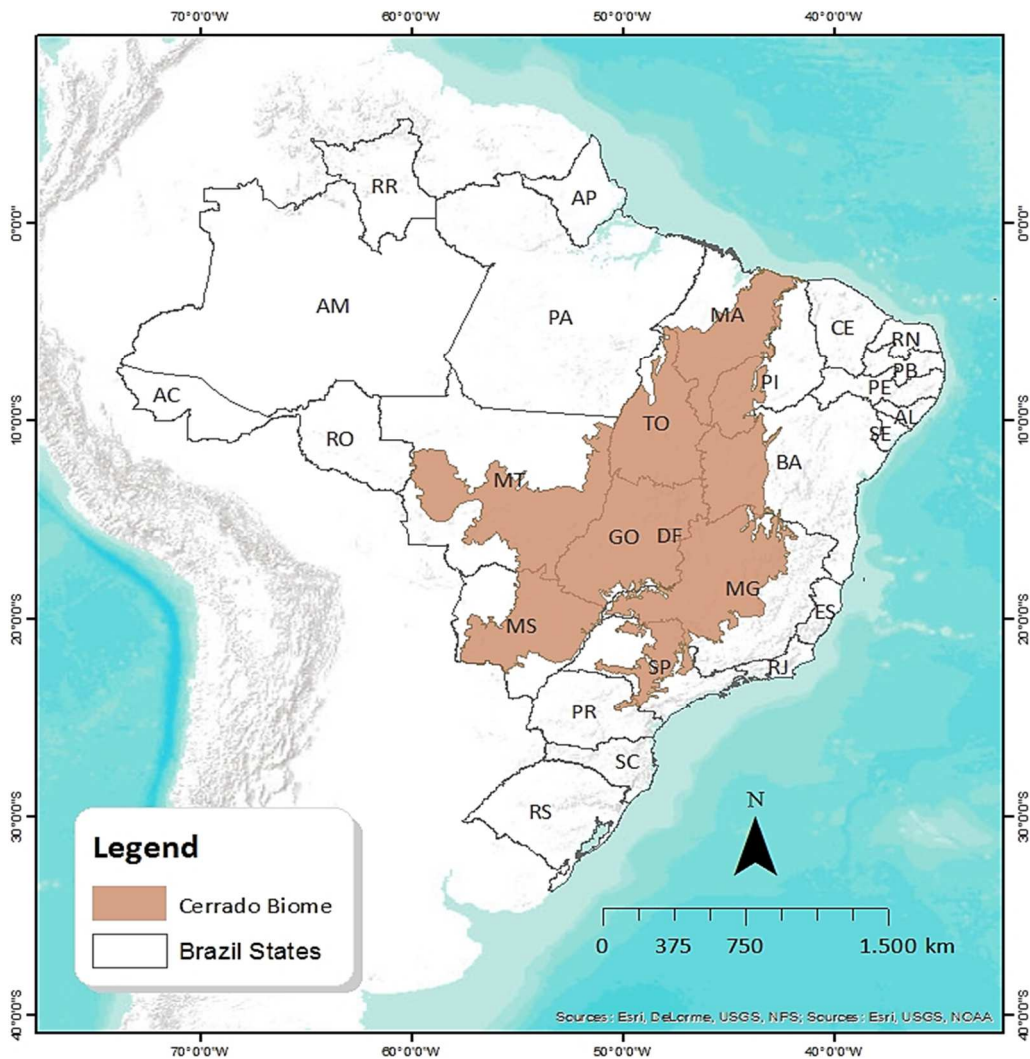 70°0'0"W 60°0'0"W 50°0'0"W 40°0'0"W
0°0'0" 0°0'0"
10°0'0"S 10°0'0"S
20°0'0"S 20°0'0"S
30°0'0"S 30°0'0"S
40°0'0"S 40°0'0"S
RR
AP
AM
PA
MA
CE
RN
PB
PI
PE
AC
AL
TO
SE
RO
BA
MT
GO DF
MG
ES
MS
SP
RJ
PR
SC
RS
N
Legend
Cerrado Biome
Brazil States
0 375 750 1.500 km
Sources: Esri, DeLorme, USGS, NPS; Sources: Esri, USGS, NOAA
70°0'0"W 60°0'0"W 50°0'0"W 40°0'0"W